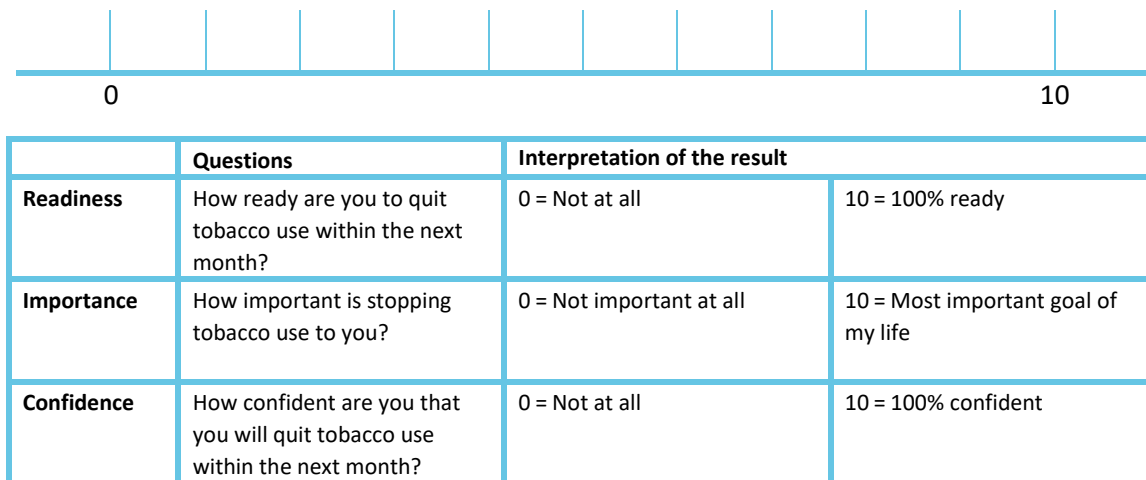 0 10
Questions Interpretation of the result
Readiness How ready are you to quit 0 = Not at all 10 = 100% ready
tobacco use within the next
month?
Importance How important is stopping 0 = Not important at all 10 = Most important goal of
tobacco use to you? my life
Confidence How confident are you that 0 = Not at all 10 = 100% confident
you will quit tobacco use
within the next month?